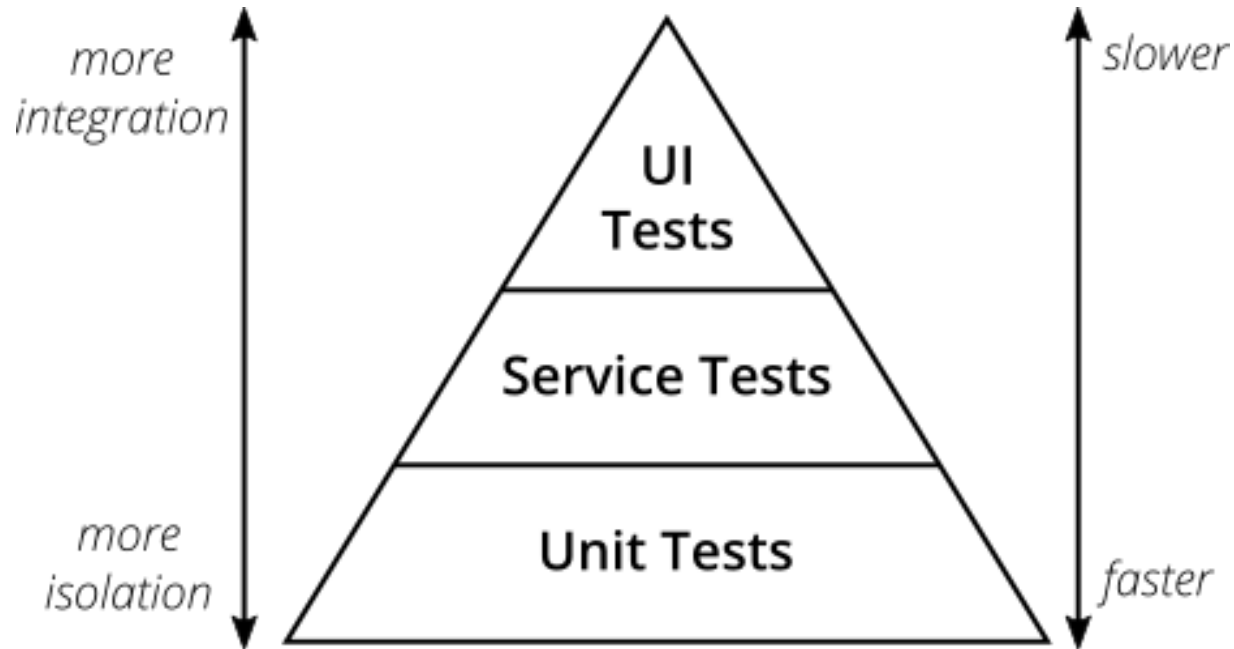 more
integration
slower
UI
Tests
Service Tests
more
isolation
Unit Tests
faster